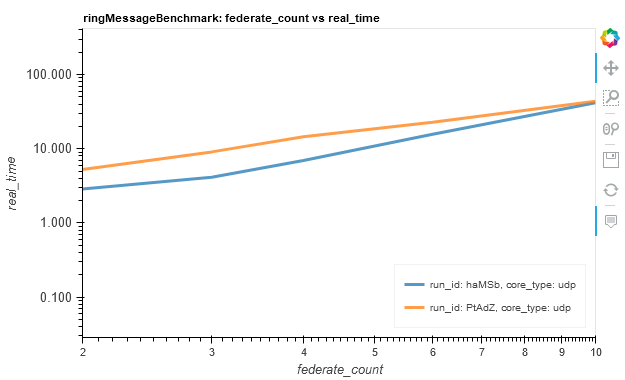 ringMessageBenchmark: federate_count vs real_time
real_time
100.000
10.000
1.000
0.100
run_id: haMSb, core_type: udp
run_id: PtAdZ, core_type: udp
2 3 4 5 6 7 8 9 10
federate_count